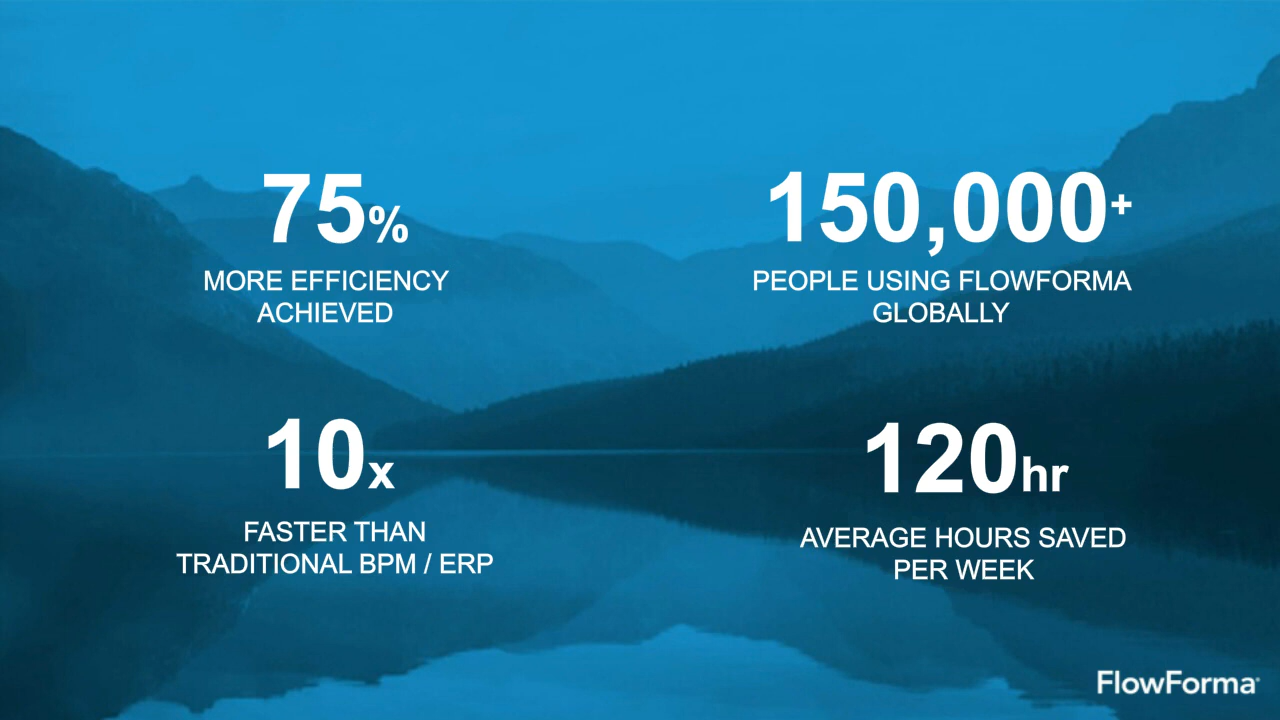 75%
MORE EFFICIENCY
ACHIEVED
150,000+
PEOPLE USING FLOWFORMA
GLOBALLY
10x
FASTER THAN
TRADITIONAL BPM / ERP
120hr
AVERAGE HOURS SAVED
PER WEEK
FlowForma